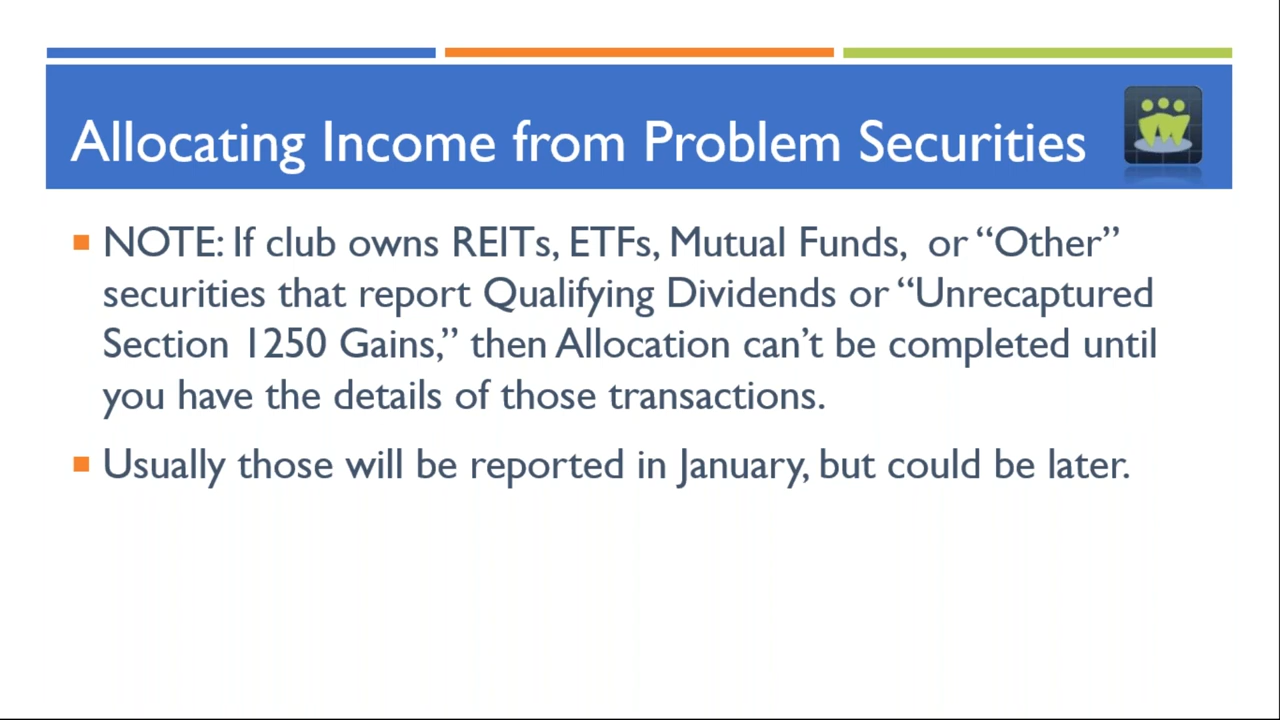 Allocating Income from Problem Securities
NOTE: If club owns REITs, ETFs, Mutual Funds, or “Other”
securities that report Qualifying Dividends or “Unrecaptured
Section 1250 Gains,” then Allocation can’t be completed until
you have the details of those transactions.
Usually those will be reported in January, but could be later.